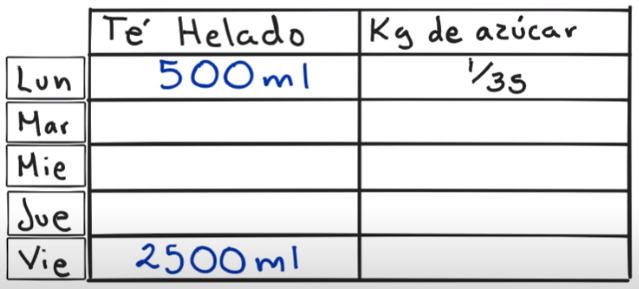 Té Helado Kg de azúcar
Lun 500ml 1/35
Mar
Mie
Jue
Vie 2500ml